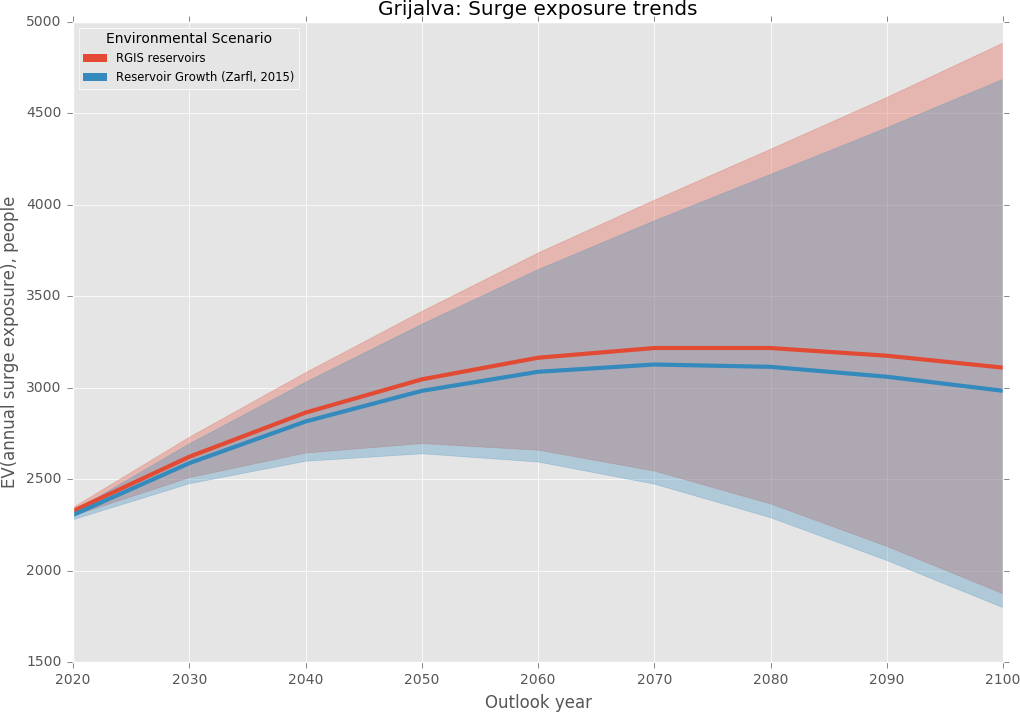 Grijalva: Surge exposure trends
Environmental Scenario
RGIS reservoirs
Reservoir Growth (Zarfl, 2015)
EV(annual surge exposure), people
5000
4500
4000
3500
3000
2500
2000
1500
2020 2030 2040 2050 2060 2070 2080 2090 2100
Outlook year